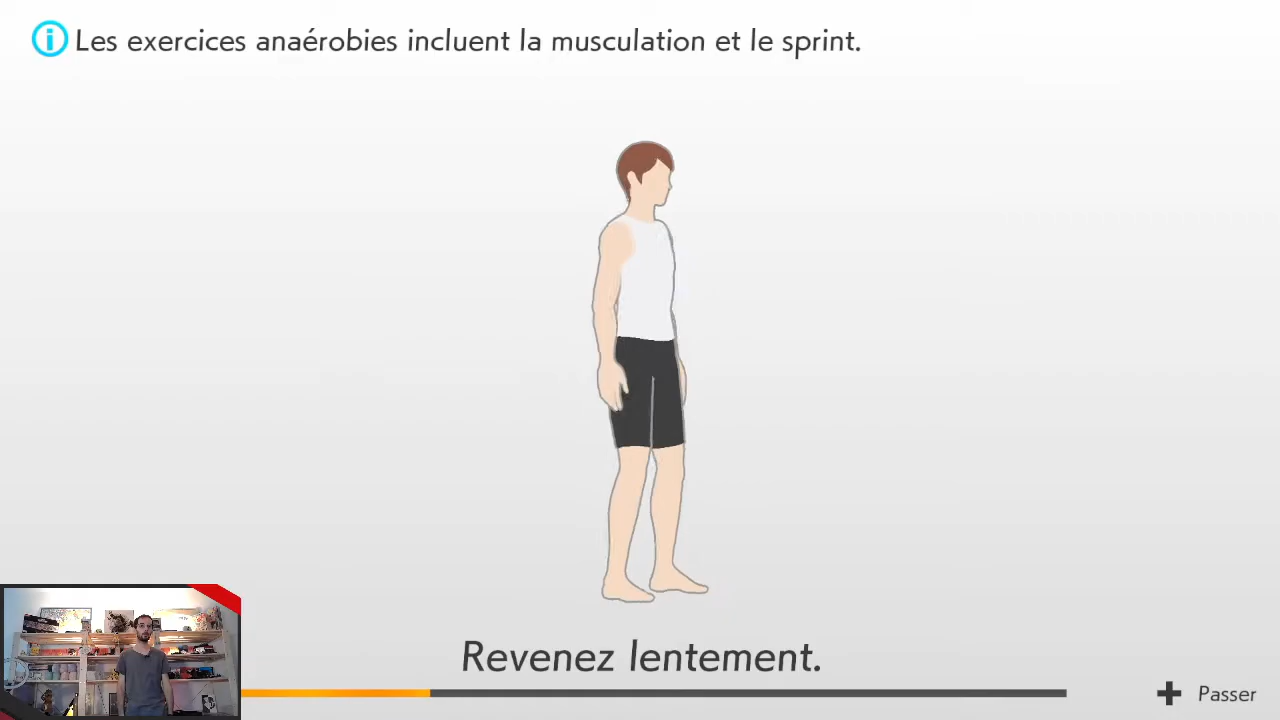 Les exercices anaérobies incluent la musculation et le sprint.
Revenez lentement.
Passer